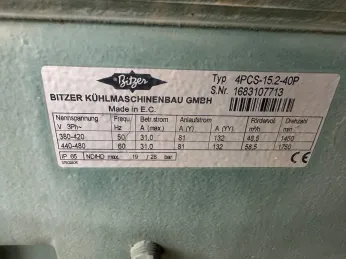 Bitzer
Typ 4PCS-15.2-40P
S.Nr. 1683107713
BITZER KÜHLMASCHINENBAU GMBH
Made in E.C.
Nennspannung Frequ. Betr.strom Anlaufstrom Fördervol. Drehzahl
V 3Ph~ Hz A (max.) A (Y) A (YY) m³/h min⁻¹
380-420 50 31.0 81 132 48,5 1450
440-480 60 31.0 81 132 58,5 1750
IP 65 ND/HD max. 19 / 28 bar